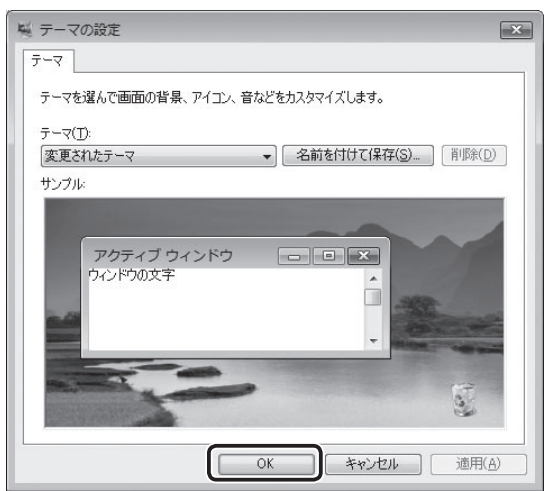 テーマの設定
テーマ
テーマを選んで画面の背景、アイコン、音などをカスタマイズします。
テーマ(T):
変更されたテーマ 名前を付けて保存(S)... 削除(D)
サンプル:
アクティブ ウィンドウ
ウィンドウの文字
OK キャンセル 適用(A)